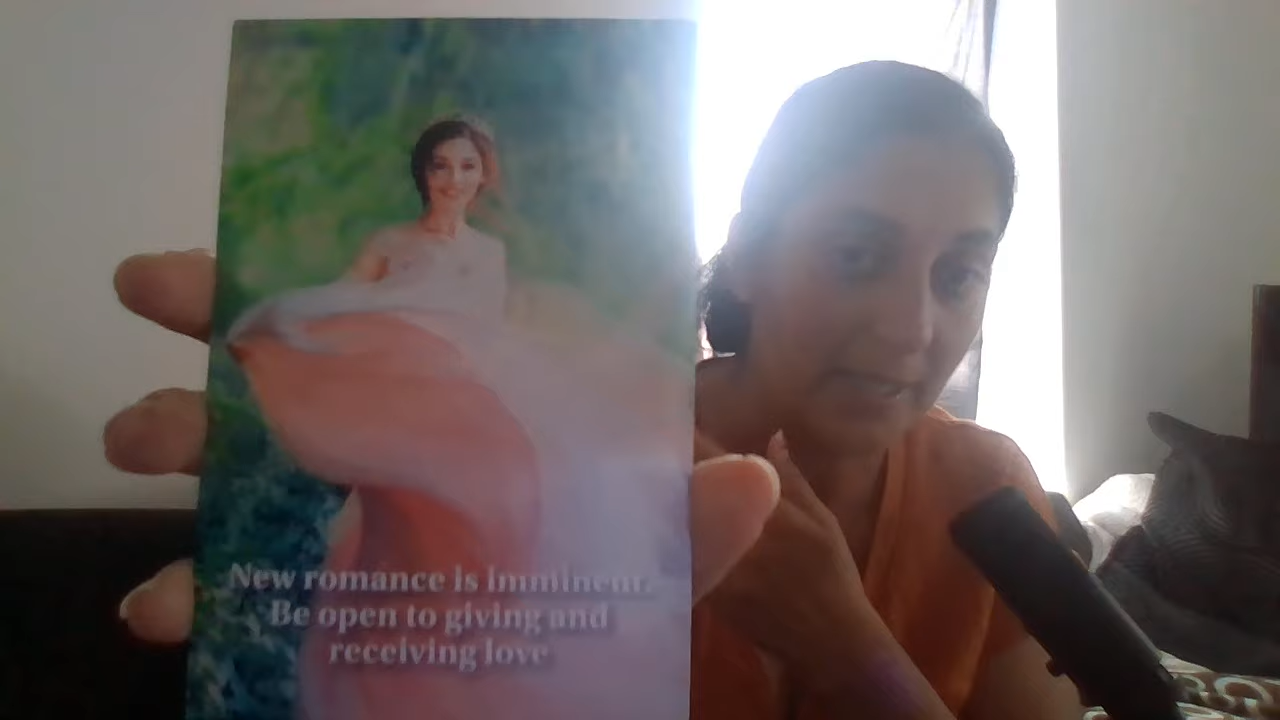 New romance is imminent.
Be open to giving and
receiving love